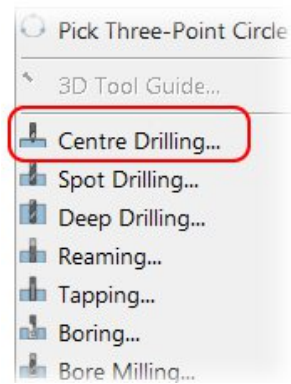 Pick Three-Point Circle
3D Tool Guide...
Centre Drilling...
Spot Drilling...
Deep Drilling...
Reaming...
Tapping...
Boring...
Bore Milling...